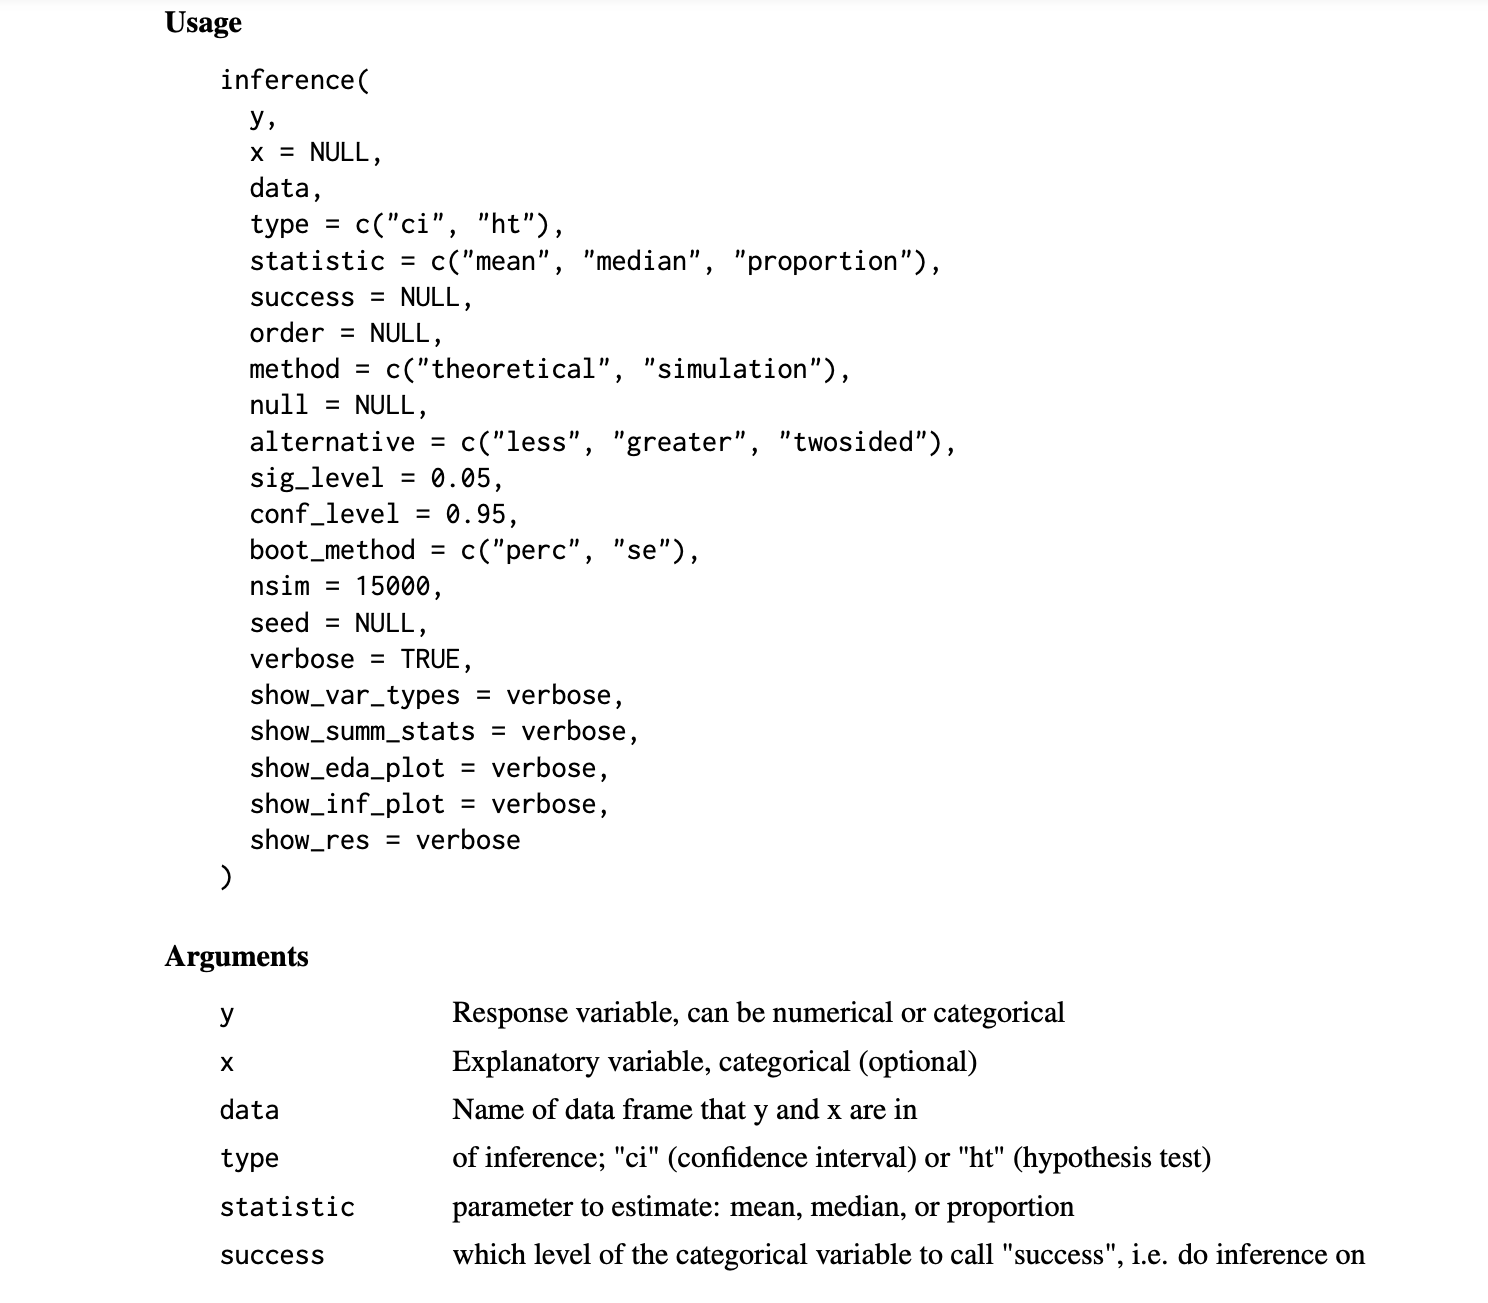 Usage
inference(
y,
x = NULL,
data,
type = c("ci", "ht"),
statistic = c("mean", "median", "proportion"),
success = NULL,
order = NULL,
method = c("theoretical", "simulation"),
null = NULL,
alternative = c("less", "greater", "twosided"),
sig_level = 0.05,
conf_level = 0.95,
boot_method = c("perc", "se"),
nsim = 15000,
seed = NULL,
verbose = TRUE,
show_var_types = verbose,
show_summ_stats = verbose,
show_eda_plot = verbose,
show_inf_plot = verbose,
show_res = verbose
)
Arguments
y Response variable, can be numerical or categorical
x Explanatory variable, categorical (optional)
data Name of data frame that y and x are in
type of inference; "ci" (confidence interval) or "ht" (hypothesis test)
statistic parameter to estimate: mean, median, or proportion
success which level of the categorical variable to call "success", i.e. do inference on